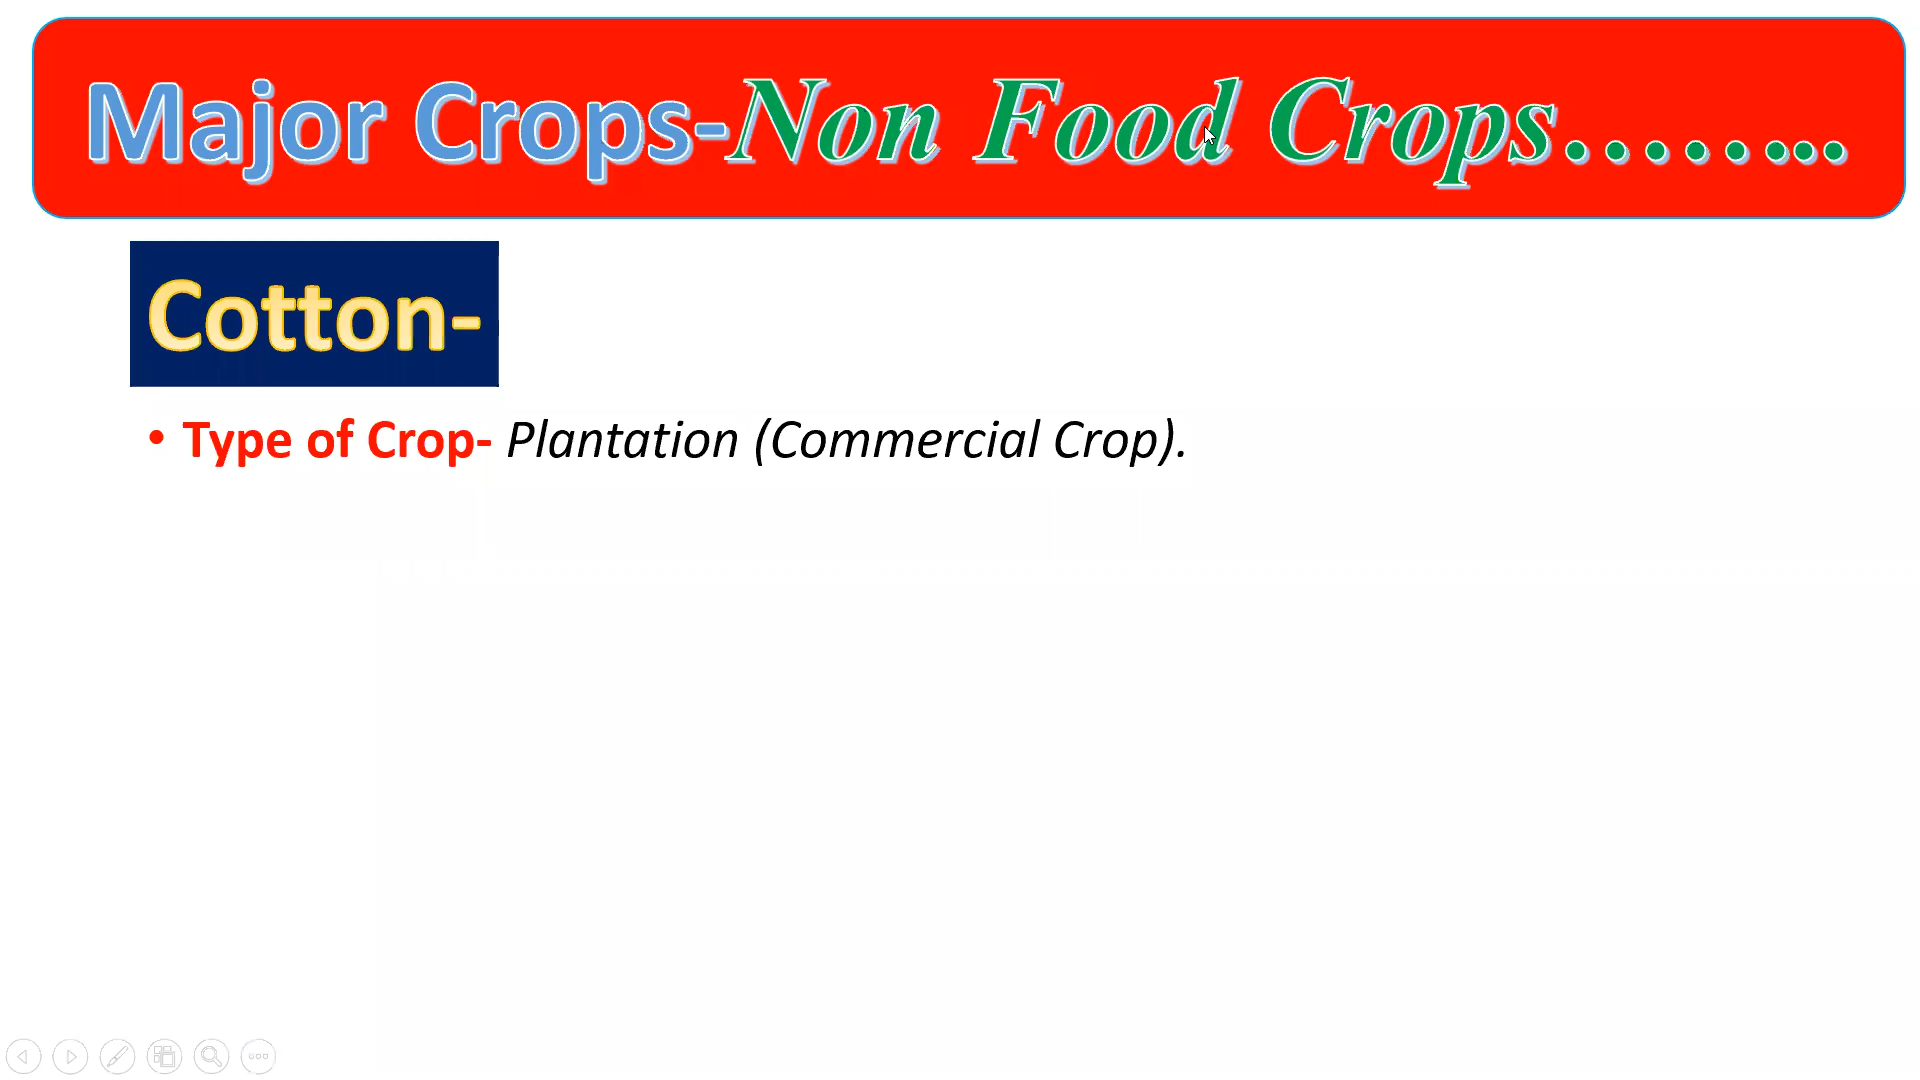 Major Crops-Non Food Crops……..
Cotton-
• Type of Crop- Plantation (Commercial Crop).